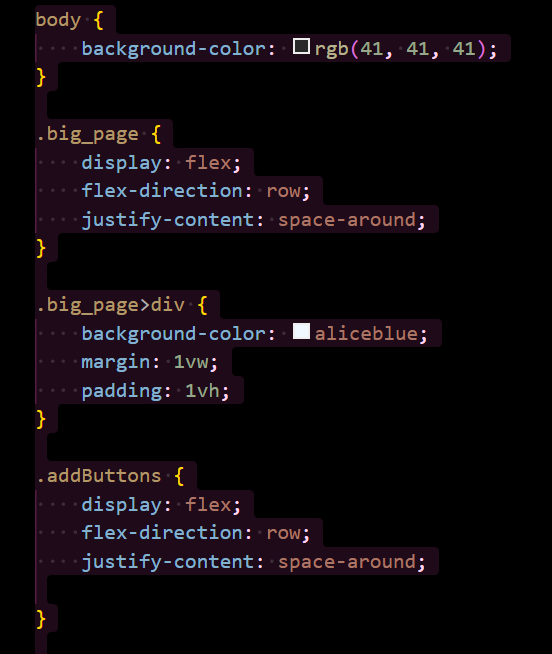 body {
    background-color: rgb(41, 41, 41);
}

.big_page {
    display: flex;
    flex-direction: row;
    justify-content: space-around;
}

.big_page>div {
    background-color: aliceblue;
    margin: 1vw;
    padding: 1vh;
}

.addButtons {
    display: flex;
    flex-direction: row;
    justify-content: space-around;

}